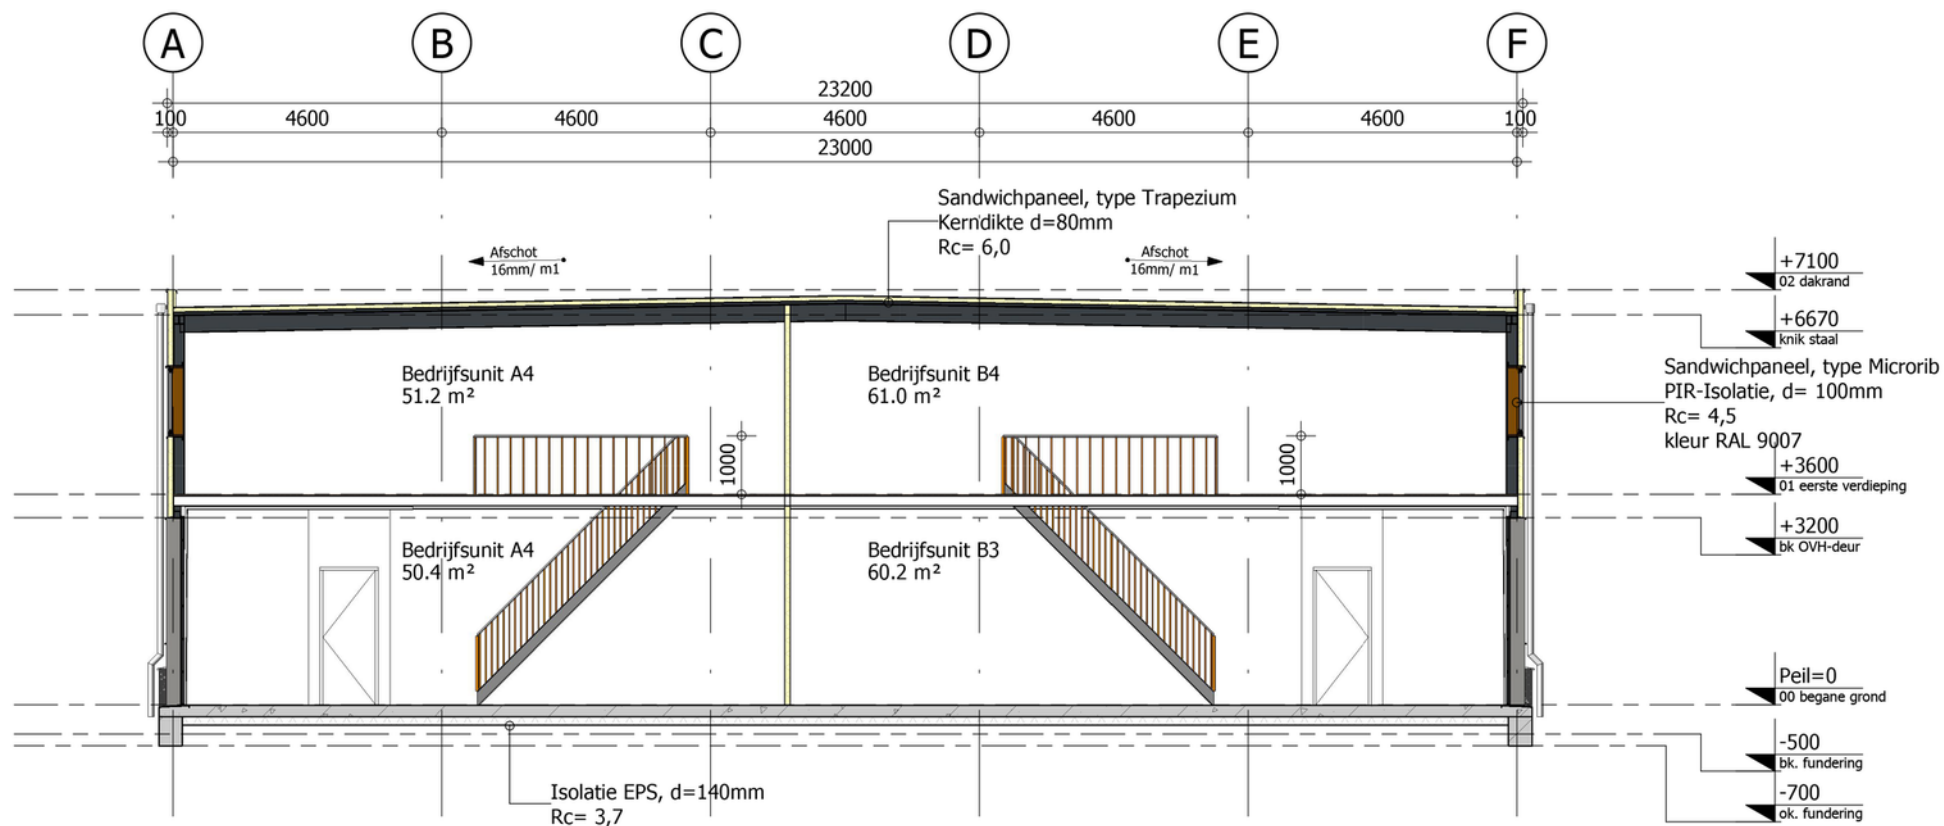 A B C D E F
23200
100 4600 4600 4600 4600 4600 100
23000
Sandwichpaneel, type Trapezium
Kerndikte d=80mm
Rc= 6,0
Afschot
16mm/ m1
Afschot
16mm/ m1
+7100
02 dakrand
+6670
knik staal
Bedrijfsunit A4
51.2 m²
Bedrijfsunit B4
61.0 m²
Sandwichpaneel, type Microrib
PIR-Isolatie, d= 100mm
Rc= 4,5
kleur RAL 9007
1000
1000
+3600
01 eerste verdieping
+3200
bk OVH-deur
Bedrijfsunit A4
50.4 m²
Bedrijfsunit B3
60.2 m²
Peil=0
00 begane grond
-500
bk. fundering
-700
ok. fundering
Isolatie EPS, d=140mm
Rc= 3,7